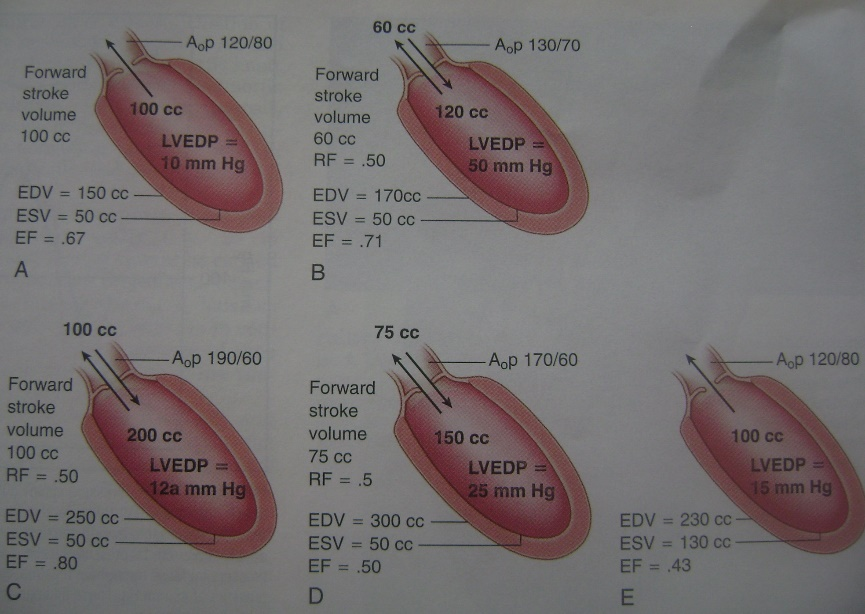 AoP 120/80
Forward
stroke
volume
100 cc
100 cc
LVEDP =
10 mm Hg
EDV = 150 cc
ESV = 50 cc
EF = .67
A
60 cc
AoP 130/70
Forward
stroke
volume
60 cc
RF = .50
120 cc
LVEDP =
50 mm Hg
EDV = 170cc
ESV = 50 cc
EF = .71
B
100 cc
AoP 190/60
Forward
stroke
volume
100 cc
RF = .50
200 cc
LVEDP =
12a mm Hg
EDV = 250 cc
ESV = 50 cc
EF = .80
C
75 cc
AoP 170/60
Forward
stroke
volume
75 cc
RF = .5
150 cc
LVEDP =
25 mm Hg
EDV = 300 cc
ESV = 50 cc
EF = .50
D
AoP 120/80
100 cc
LVEDP =
15 mm Hg
EDV = 230 cc
ESV = 130 cc
EF = .43
E